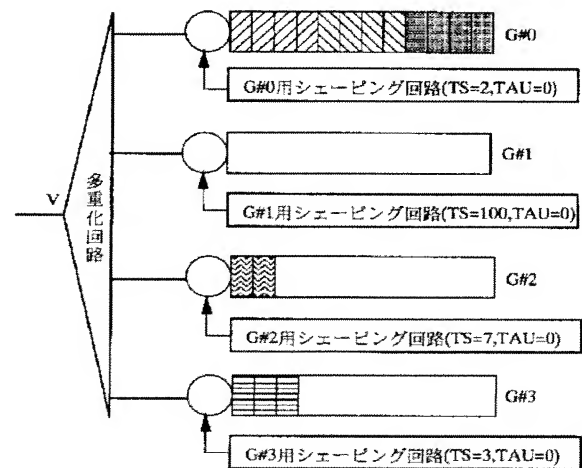 G#0
G#0用シェーピング回路(TS=2,TAU=0)
G#1
V
多重化回路
G#1用シェーピング回路(TS=100,TAU=0)
G#2
G#2用シェーピング回路(TS=7,TAU=0)
G#3
G#3用シェーピング回路(TS=3,TAU=0)